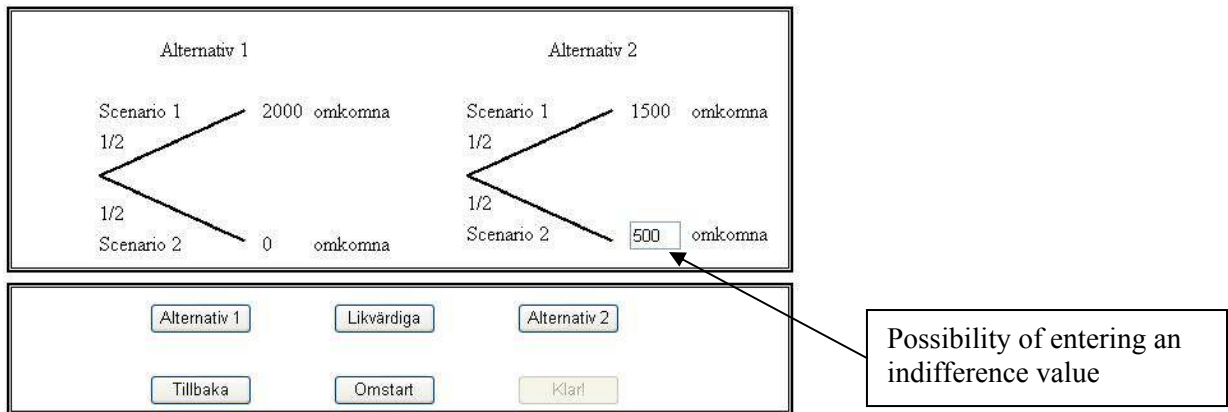 Alternativ 1
Alternativ 2
Scenario 1 2000 omkomna
1/2
1/2
Scenario 2 0 omkomna
Scenario 1 1500 omkomna
1/2
1/2
Scenario 2 500 omkomna
Alternativ 1
Likvärdiga
Alternativ 2
Tillbaka
Omstart
Klar!
Possibility of entering an
indifference value